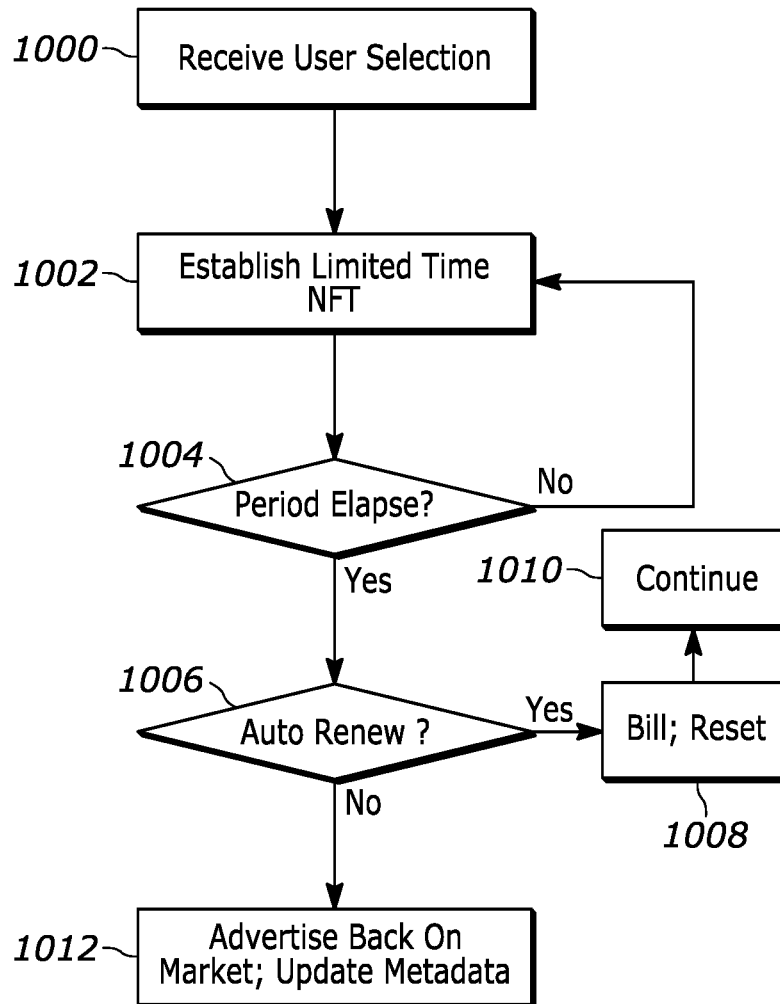 1000
Receive User Selection
1002
Establish Limited Time
NFT
1004
Period Elapse?
No
Yes
1010
Continue
1006
Auto Renew ?
Yes
Bill; Reset
1008
No
1012
Advertise Back On
Market; Update Metadata